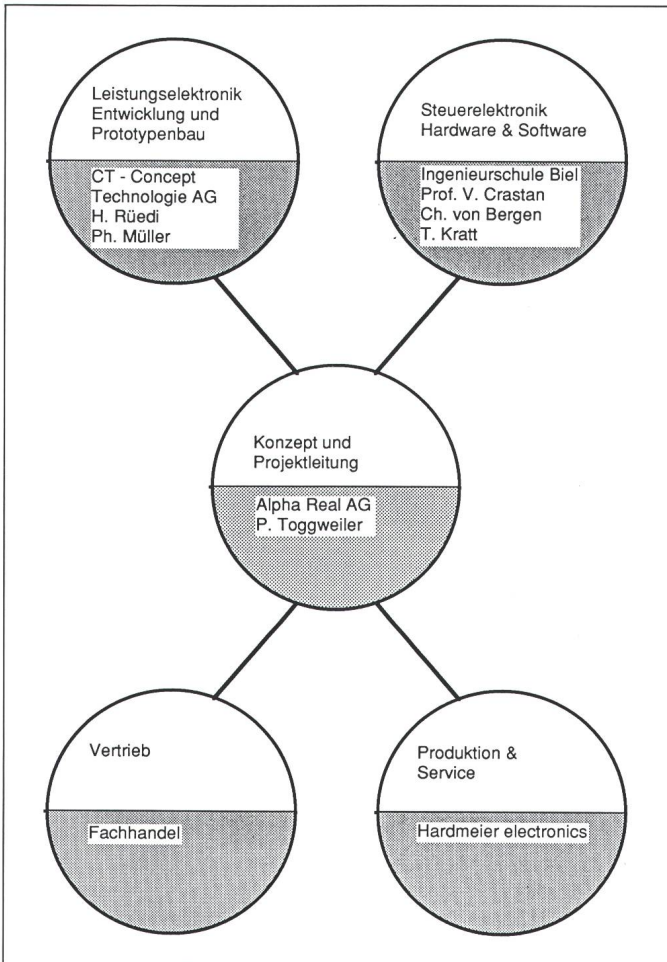 Leistungselektronik
Entwicklung und
Prototypenbau
CT - Concept
Technologie AG
H. Rüedi
Ph. Müller
Steuerelektronik
Hardware & Software
Ingenieurschule Biel
Prof. V. Crastan
Ch. von Bergen
T. Kratt
Konzept und
Projektleitung
Alpha Real AG
P. Toggweiler
Vertrieb
Fachhandel
Produktion &
Service
Hardmeier electronics